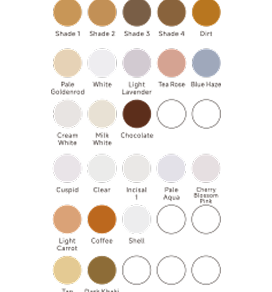 Shade 1 Shade 2 Shade 3 Shade 4 Dirt
Pale White Light Tea Rose Blue Haze
Goldenrod Lavender
Cream Milk Chocolate
White White
Cuspid Clear Incisal Pale Cherry
1 Aqua Blossom
Pink
Light Coffee Shell
Carrot
Tan Dark Khaki